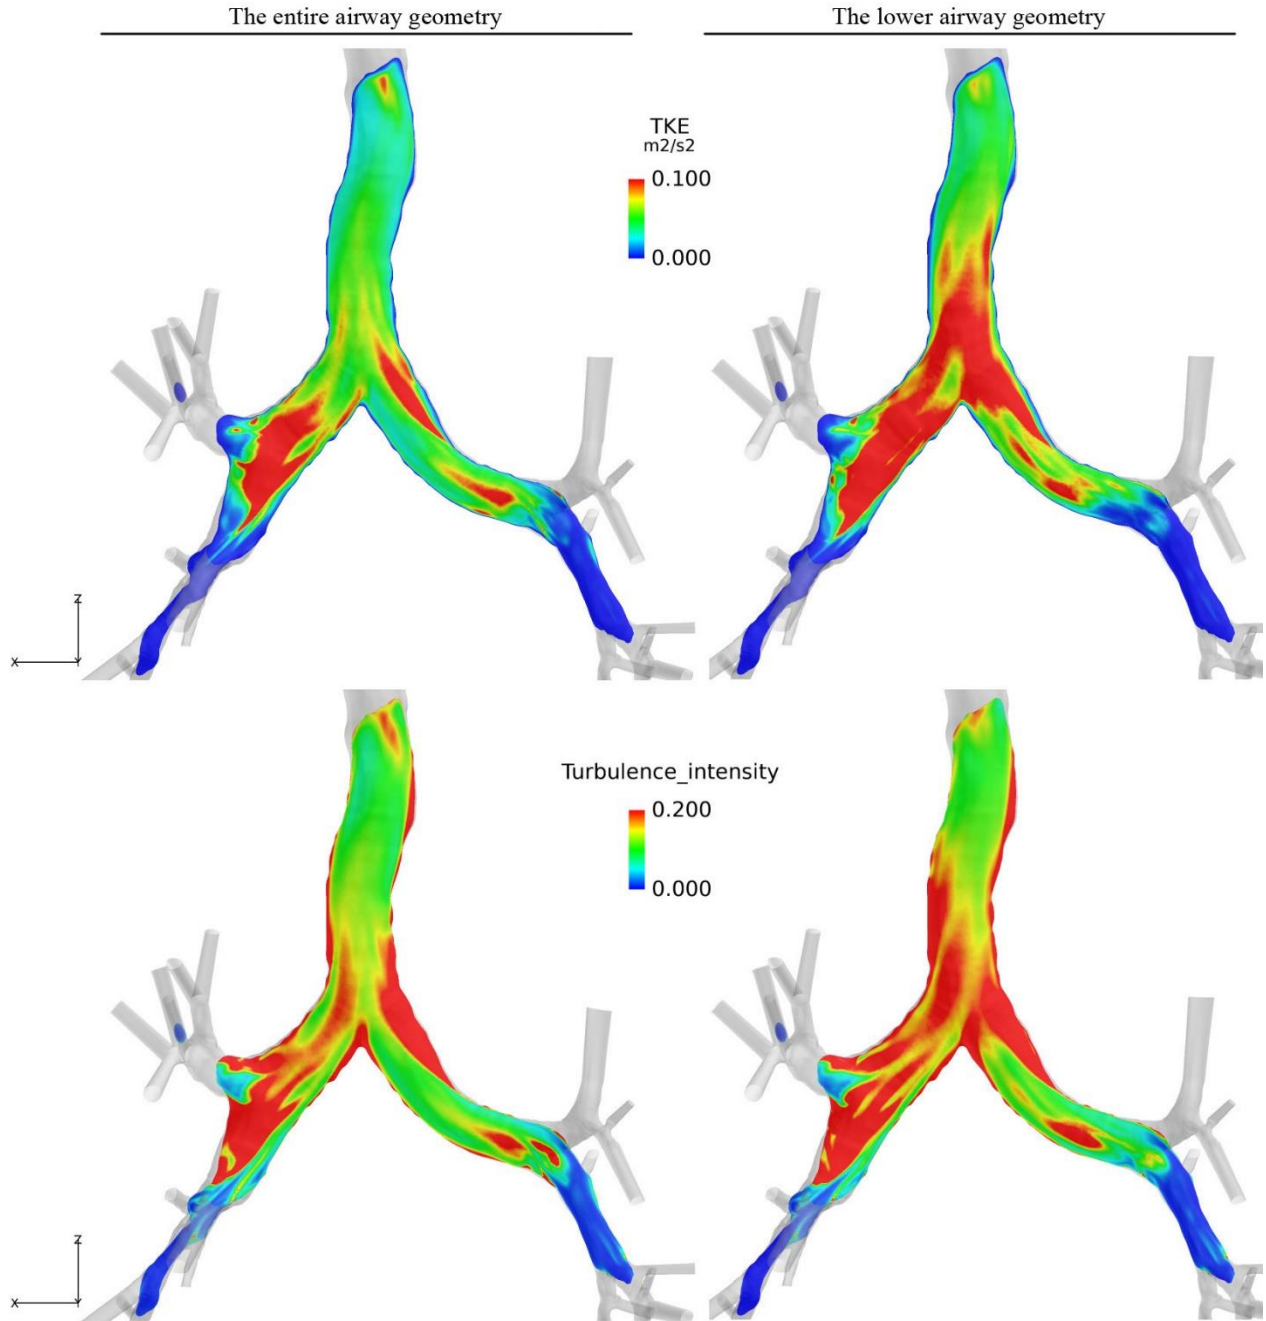 The entire airway geometry
The lower airway geometry
TKE
m2/s2
0.100
0.000
Z
X
Y
Turbulence_intensity
0.200
0.000
Z
X
Y